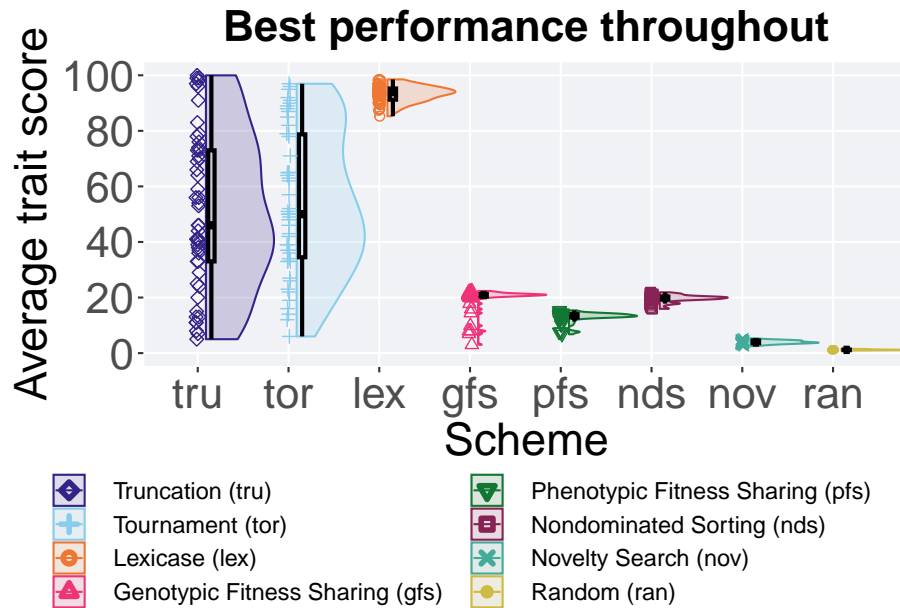 Best performance throughout
Average trait score
100
80
60
40
20
0
tru tor lex gfs pfs nds nov ran
Scheme
Truncation (tru)
Tournament (tor)
Lexicase (lex)
Genotypic Fitness Sharing (gfs)
Phenotypic Fitness Sharing (pfs)
Nondominated Sorting (nds)
Novelty Search (nov)
Random (ran)